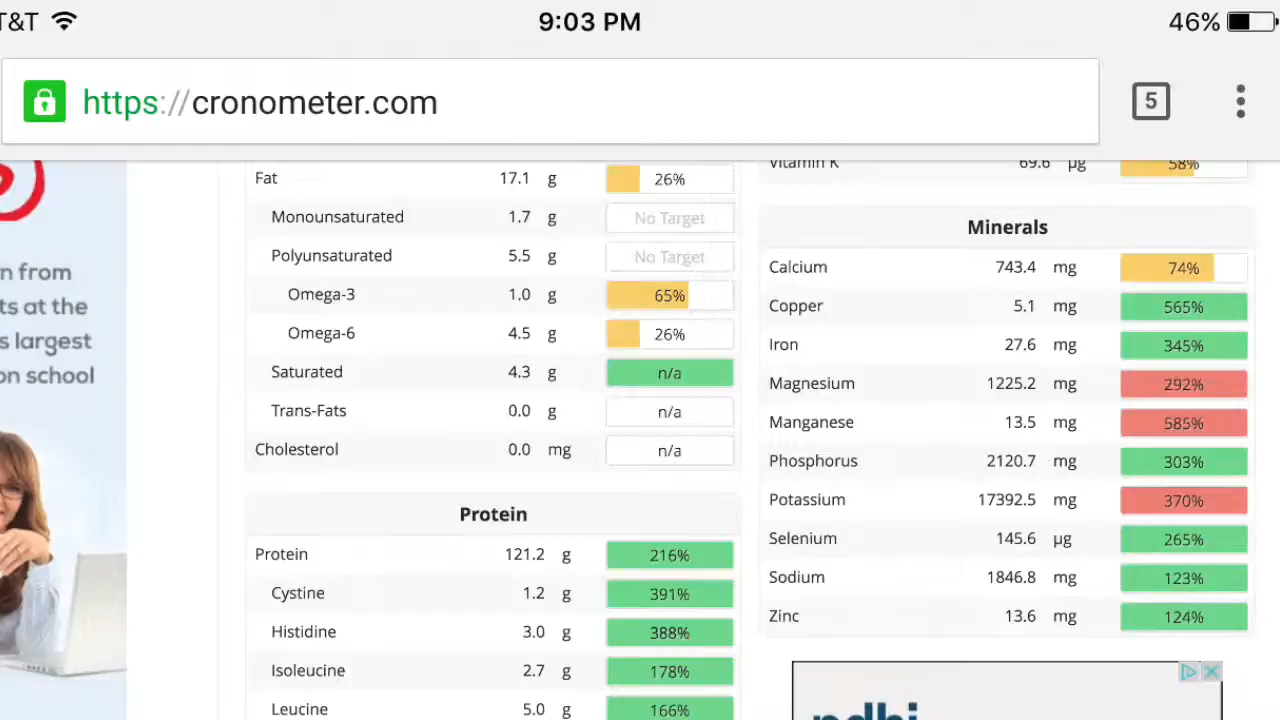 T&T 9:03 PM 46%
https://cronometer.com 5
Vitamin K 69.6 µg 58%
Fat 17.1 g 26%
Monounsaturated 1.7 g No Target
Polyunsaturated 5.5 g No Target
Omega-3 1.0 g 65%
Omega-6 4.5 g 26%
Saturated 4.3 g n/a
Trans-Fats 0.0 g n/a
Cholesterol 0.0 mg n/a
Protein
Protein 121.2 g 216%
Cystine 1.2 g 391%
Histidine 3.0 g 388%
Isoleucine 2.7 g 178%
Leucine 5.0 g 166%
Minerals
Calcium 743.4 mg 74%
Copper 5.1 mg 565%
Iron 27.6 mg 345%
Magnesium 1225.2 mg 292%
Manganese 13.5 mg 585%
Phosphorus 2120.7 mg 303%
Potassium 17392.5 mg 370%
Selenium 145.6 µg 265%
Sodium 1846.8 mg 123%
Zinc 13.6 mg 124%
n from
ts at the
s largest
on school